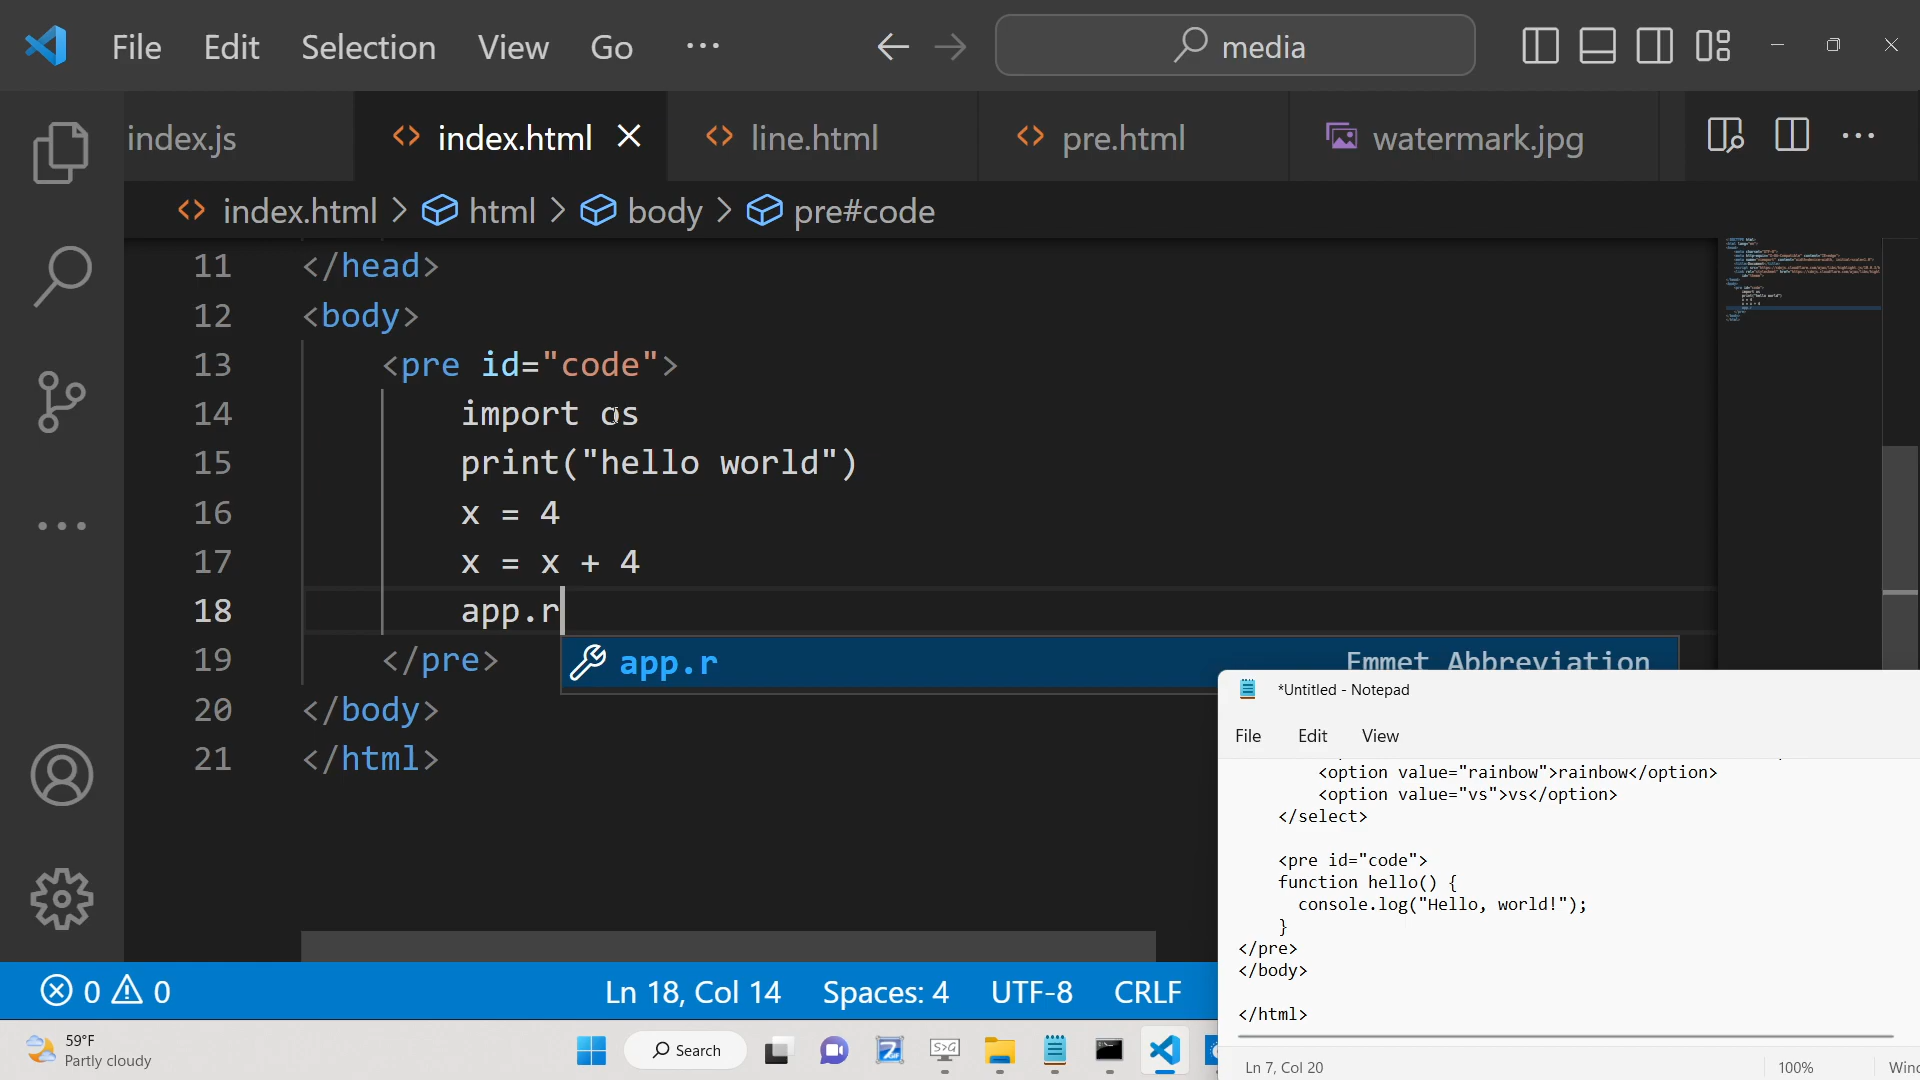 File Edit Selection View Go ···
media
index.js
index.html
line.html
pre.html
watermark.jpg
index.html > html > body > pre#code
11 </head>
12 <body>
13 <pre id="code">
14 import os
15 print("hello world")
16 x = 4
17 x = x + 4
18 app.r
app.r Emmet Abbreviation
19 </pre>
20 </body>
21 </html>
*Untitled - Notepad
File Edit View
<option value="rainbow">rainbow</option>
<option value="vs">vs</option>
</select>
<pre id="code">
function hello() {
console.log("Hello, world!");
}
</pre>
</body>
</html>
Ln 7, Col 20
100%
0 0
Ln 18, Col 14
Spaces: 4
UTF-8
CRLF
59°F
Partly cloudy
Search